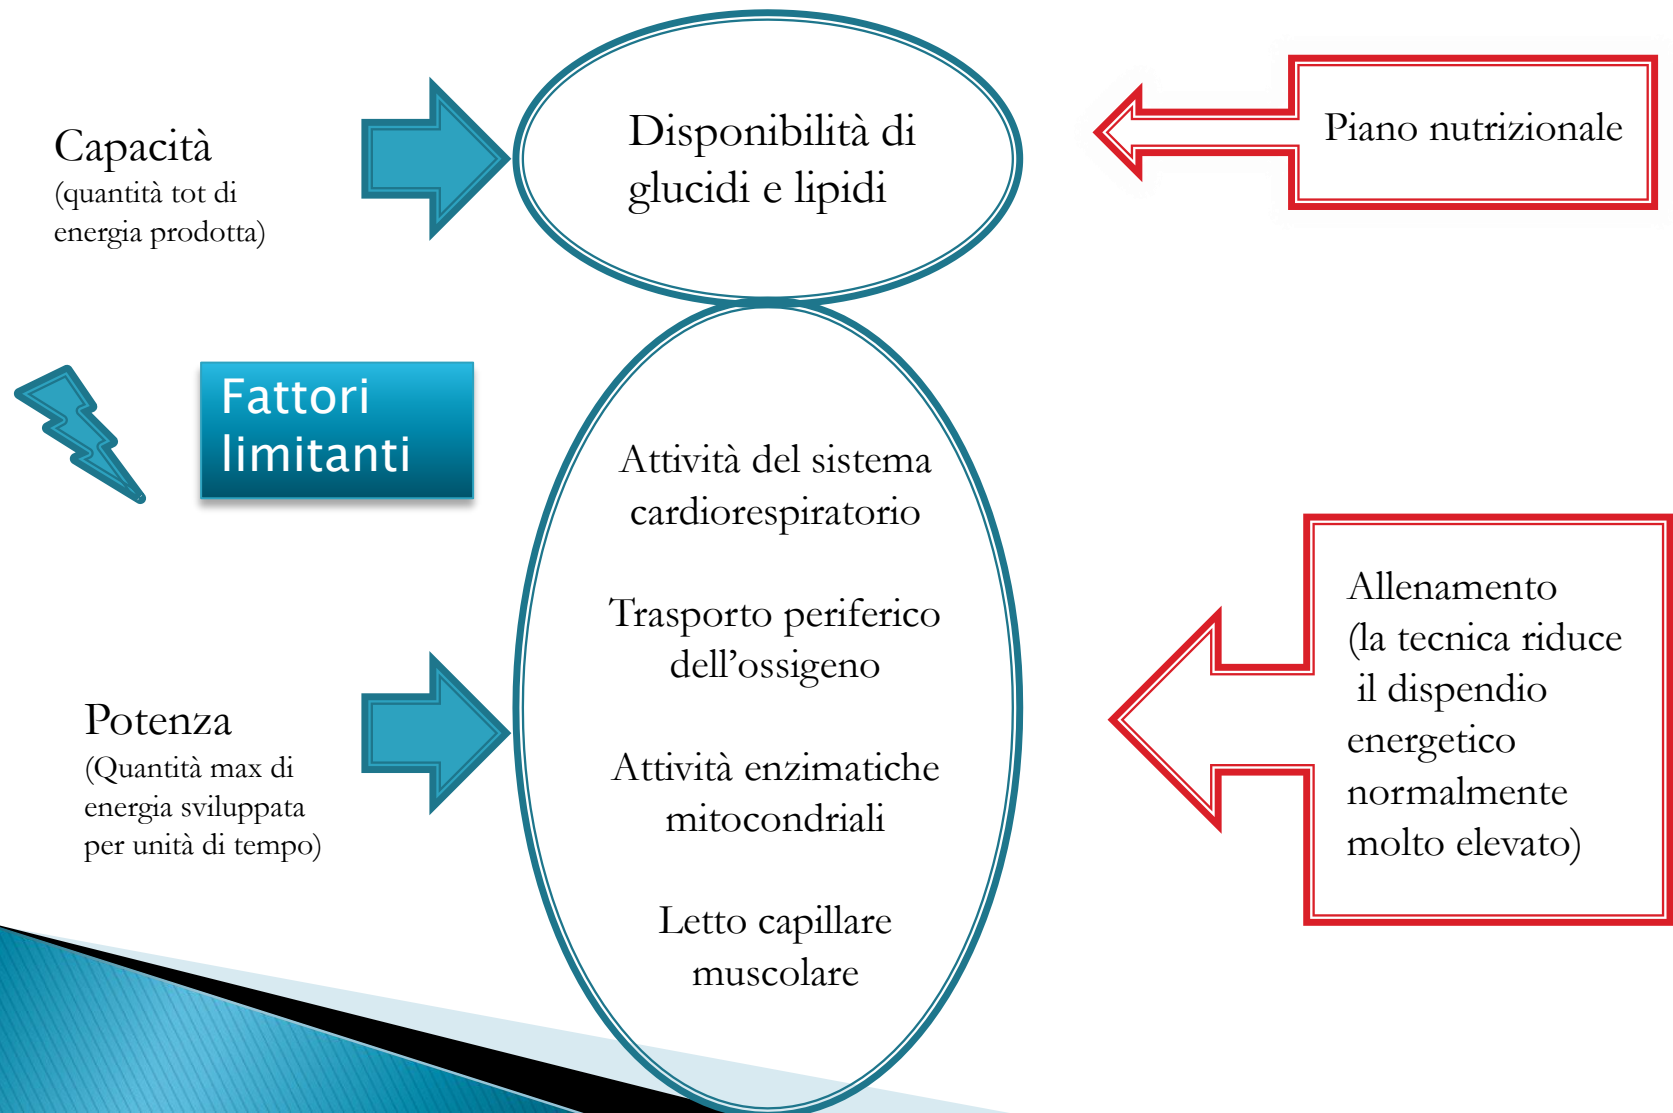 Capacità
(quantità tot di
energia prodotta)
Disponibilità di
glucidi e lipidi
Piano nutrizionale
Fattori
limitanti
Potenza
(Quantità max di
energia sviluppata
per unità di tempo)
Attività del sistema
cardiorespiratorio
Trasporto periferico
dell’ossigeno
Attività enzimatiche
mitocondriali
Letto capillare
muscolare
Allenamento
(la tecnica riduce
il dispendio
energetico
normalmente
molto elevato)